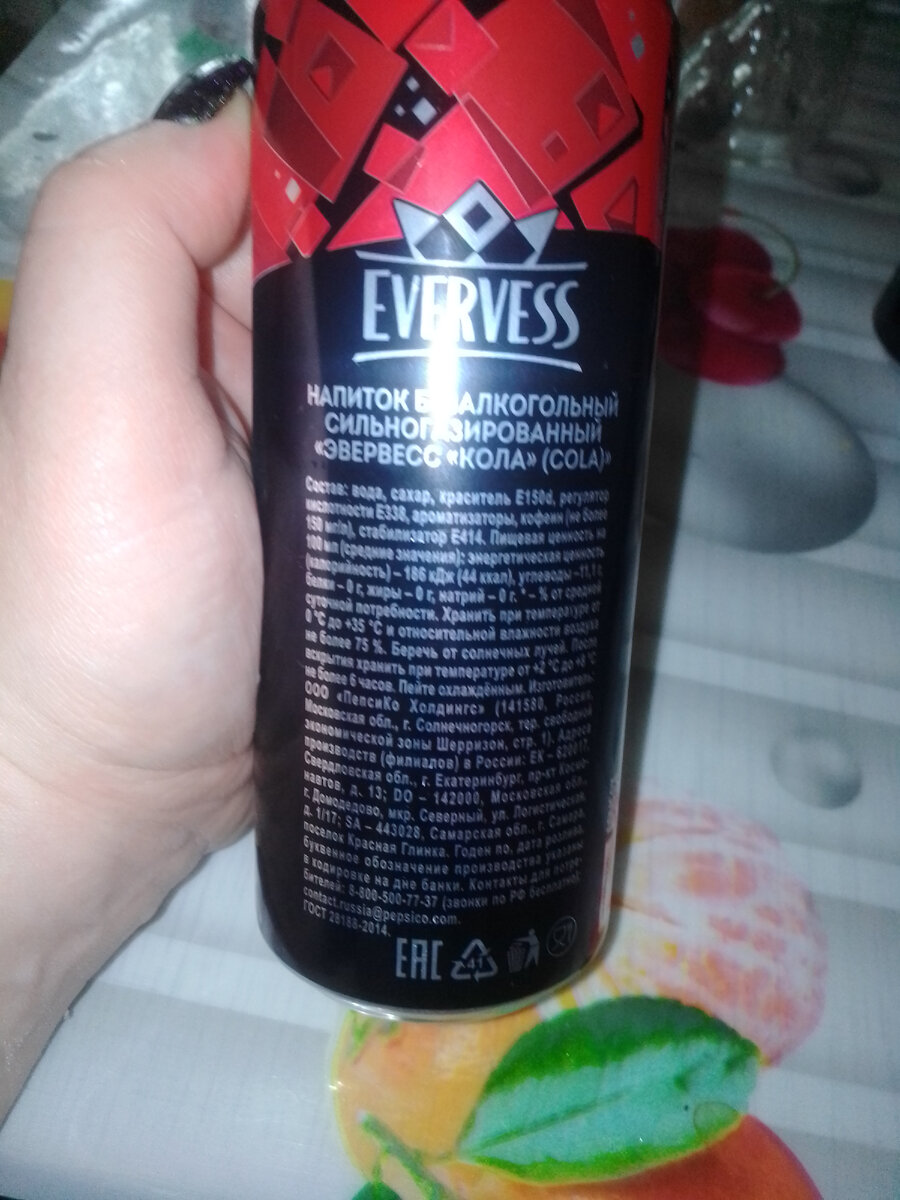 EVERVESS
НАПИТОК БЕЗАЛКОГОЛЬНЫЙ
СИЛЬНОГАЗИРОВАННЫЙ
«ЭВЕРВЕСС «КОЛА» (COLA)»
Состав: вода, сахар, краситель Е150d, регулятор
кислотности Е338, ароматизаторы, кофеин (не более
150 мг/л), стабилизатор Е414. Пищевая ценность на
100 мл (средние значения): энергетическая ценность
(калорийность) – 186 кДж (44 ккал), углеводы –11,1 г,
белки – 0 г, жиры – 0 г, натрий – 0 г. * – % от средней
суточной потребности. Хранить при температуре от
0 °С до +35 °С и относительной влажности воздуха
не более 75 %. Беречь от солнечных лучей. После
вскрытия хранить при температуре от +2 °С до +6 °С
не более 6 часов. Пейте охлаждённым. Изготовитель:
ООО «ПепсиКо Холдингс» (141580, Россия,
Московская обл., г. Солнечногорск, тер. свободной
экономической зоны Шерризон, стр. 1). Адреса
производств (филиалов) в России: EK – 620017,
Свердловская обл., г. Екатеринбург, пр-кт Космо-
навтов, д. 13; DO – 142000, Московская обл.,
г. Домодедово, мкр. Северный, ул. Логистическая,
д. 1/17; SA – 443028, Самарская обл., г. Самара,
поселок Красная Глинка. Годен по, дата розлива,
буквенное обозначение производства указаны
в кодировке на дне банки. Контакты для потре-
бителей: 8-800-500-77-37 (звонки по РФ бесплатно),
contact.russia@pepsico.com.
ГОСТ 28188-2014.
ЕАС 41